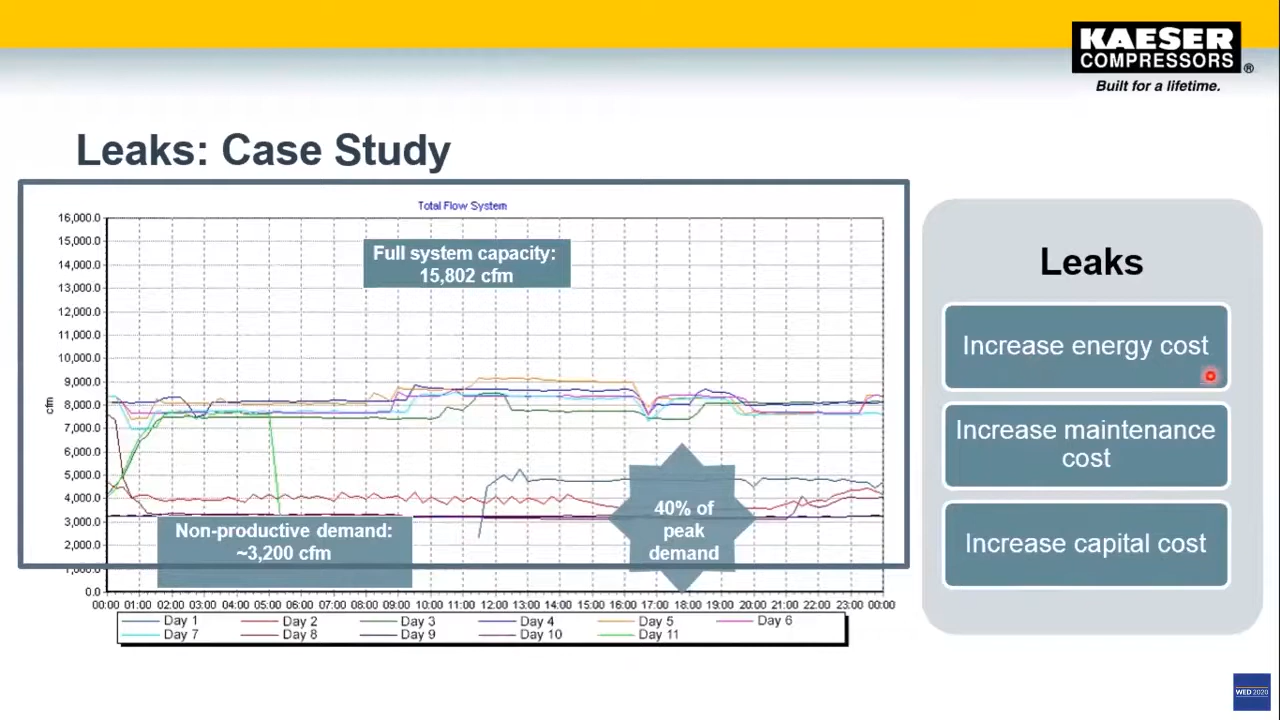 KAESER
COMPRESSORS
®
Built for a lifetime.
Leaks: Case Study
Total Flow System
16,000.0
15,000.0
14,000.0
13,000.0
12,000.0
11,000.0
10,000.0
9,000.0
8,000.0
7,000.0
6,000.0
5,000.0
4,000.0
3,000.0
2,000.0
1,000.0
0.0
cfm
Full system capacity:
15,802 cfm
Non-productive demand:
~3,200 cfm
40% of
peak
demand
00:00 01:00 02:00 03:00 04:00 05:00 06:00 07:00 08:00 09:00 10:00 11:00 12:00 13:00 14:00 15:00 16:00 17:00 18:00 19:00 20:00 21:00 22:00 23:00 00:00
Day 1 Day 2 Day 3 Day 4 Day 5 Day 6
Day 7 Day 8 Day 9 Day 10 Day 11
Leaks
Increase energy cost
Increase maintenance
cost
Increase capital cost
WED 2020